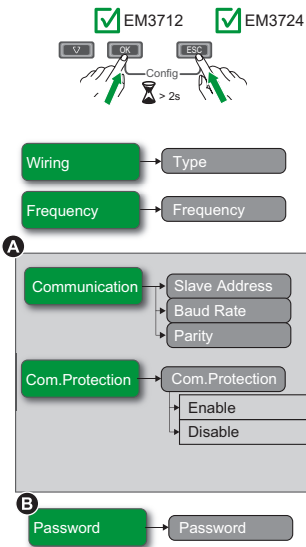 EM3712 EM3724
OK ESC
Config
> 2s
Wiring Type
Frequency Frequency
A
Communication Slave Address
Baud Rate
Parity
Com.Protection Com.Protection
Enable
Disable
B
Password Password